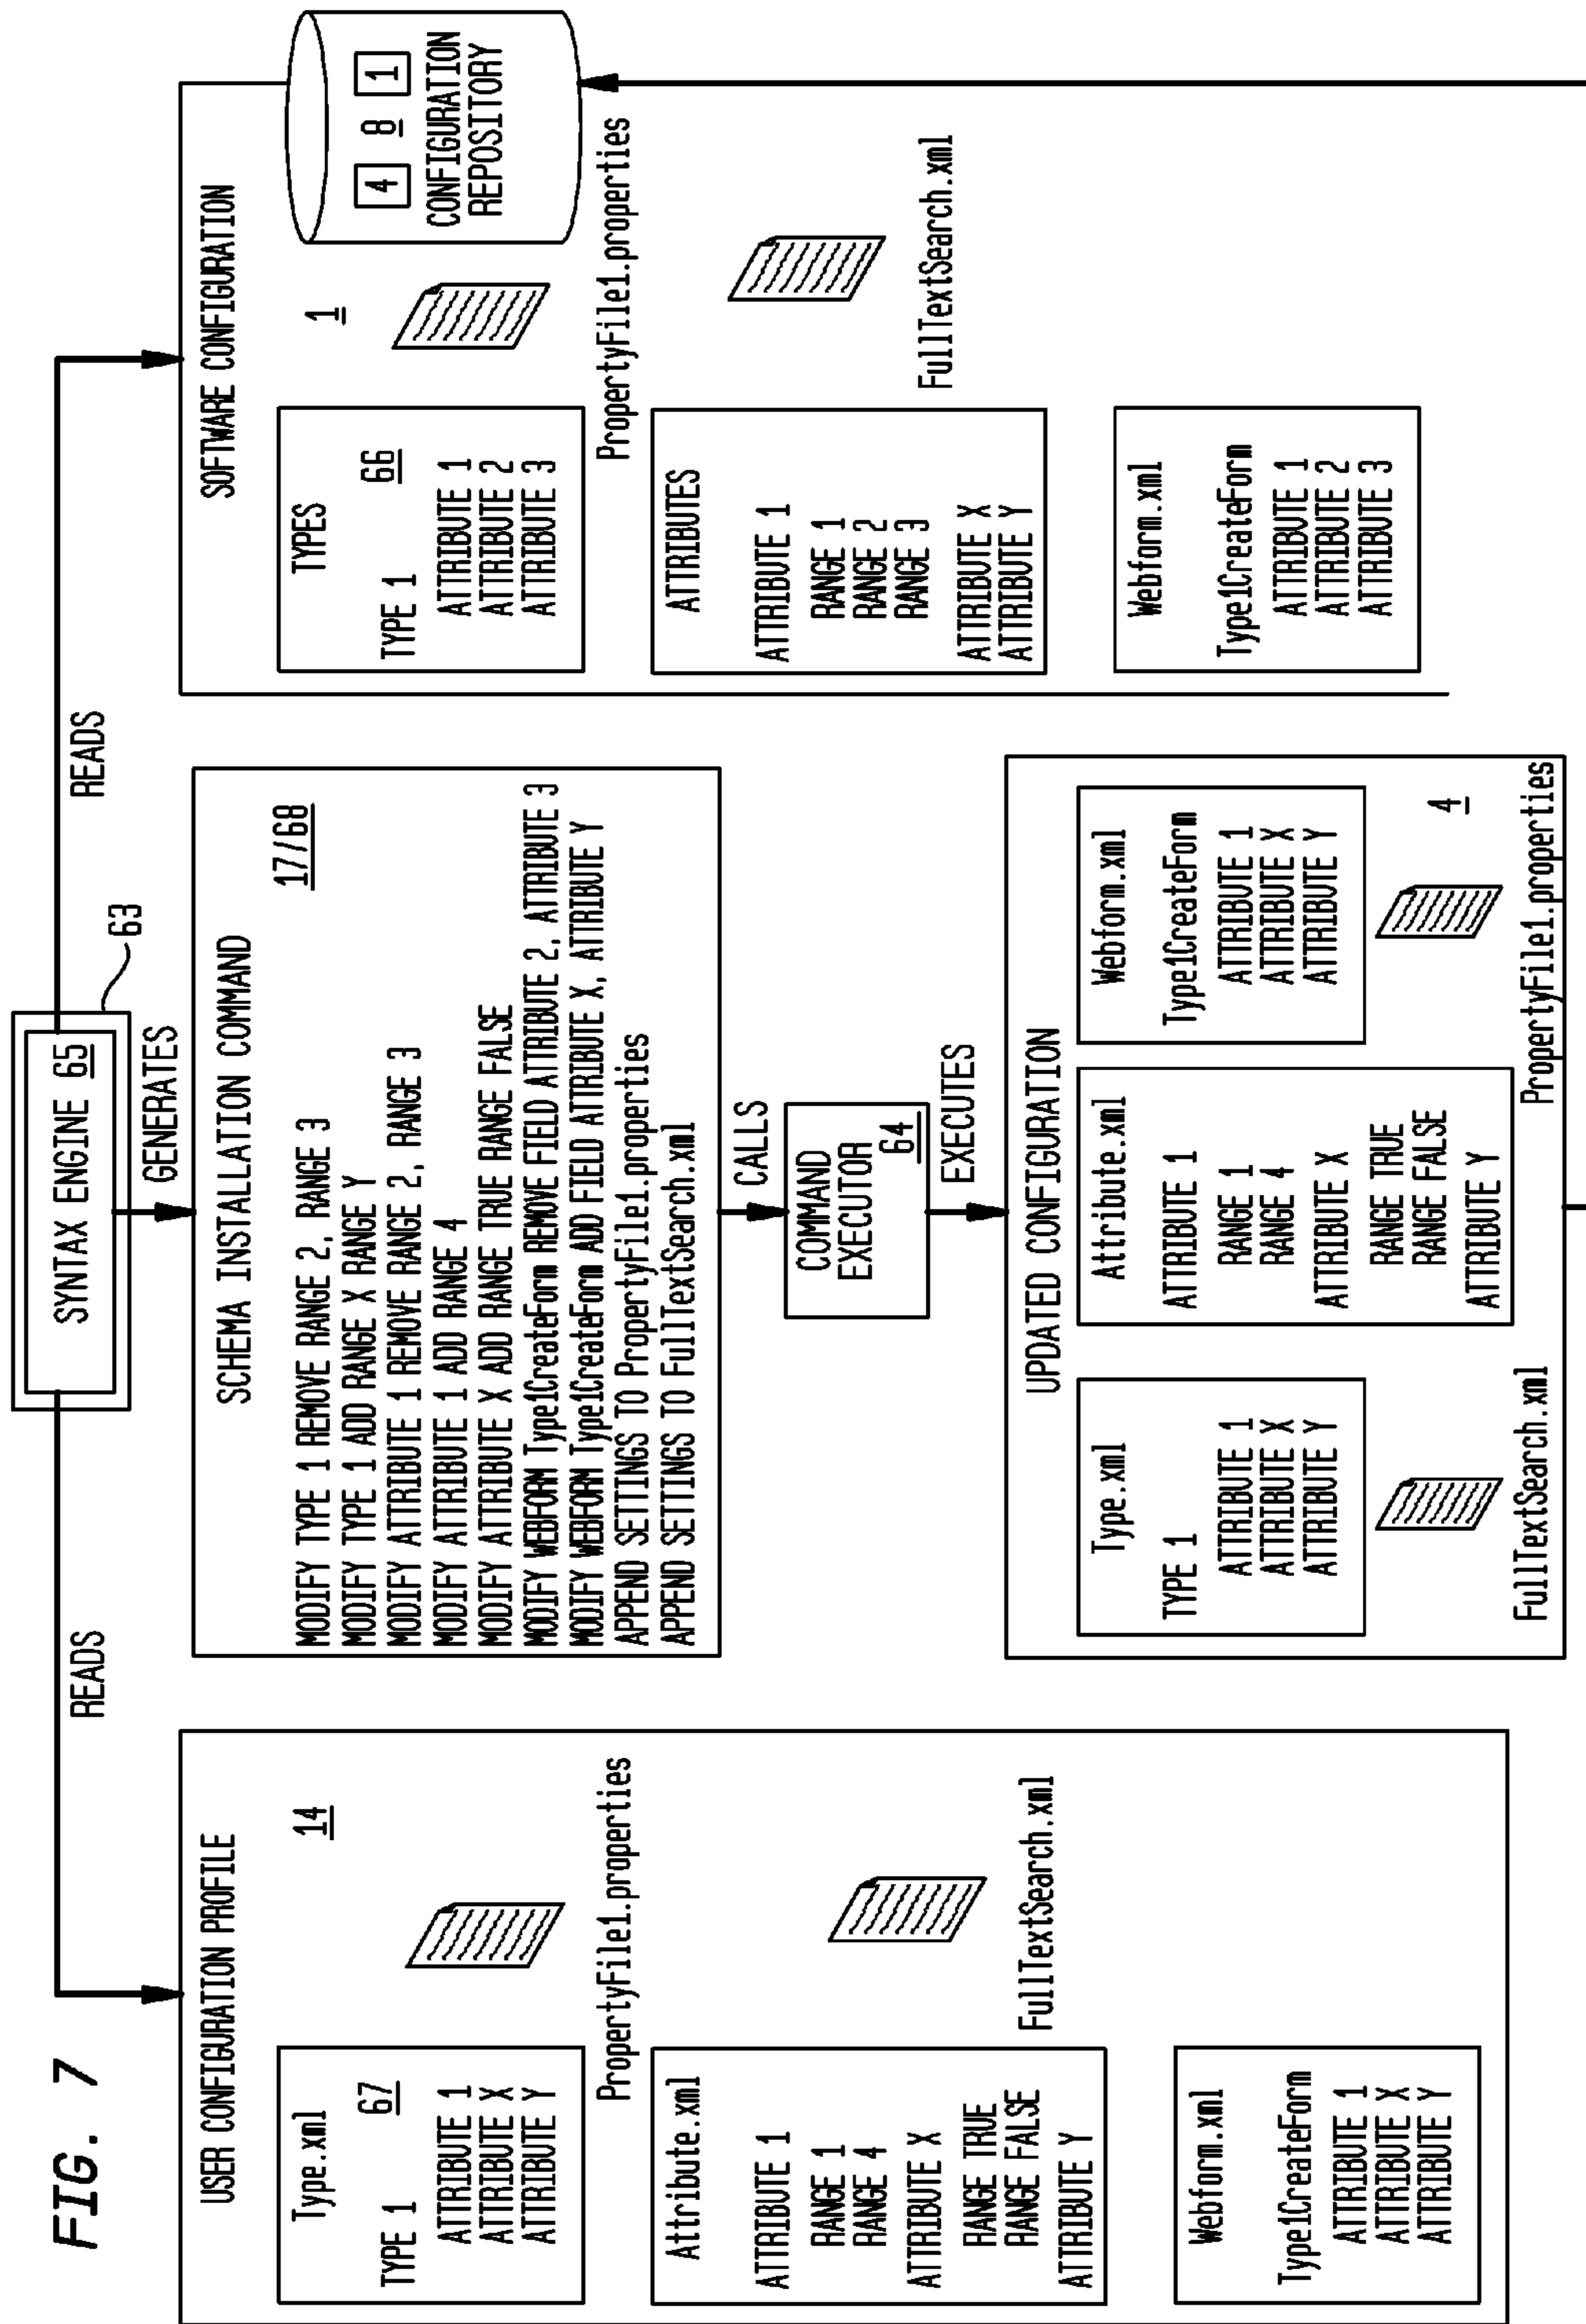 FIG. 7
SYNTAX ENGINE 65
63
READS
GENERATES
READS
USER CONFIGURATION PROFILE
14
Type.xml
TYPE 1
67
ATTRIBUTE 1
ATTRIBUTE X
ATTRIBUTE Y
PropertyFile1.properties
Attribute.xml
ATTRIBUTE 1
RANGE 1
RANGE 4
ATTRIBUTE X
RANGE TRUE
RANGE FALSE
ATTRIBUTE Y
FullTextSearch.xml
Webform.xml
Type1CreateForm
ATTRIBUTE 1
ATTRIBUTE X
ATTRIBUTE Y
SCHEMA INSTALLATION COMMAND
17/68
MODIFY TYPE 1 REMOVE RANGE 2, RANGE 3
MODIFY TYPE 1 ADD RANGE X RANGE Y
MODIFY ATTRIBUTE 1 REMOVE RANGE 2, RANGE 3
MODIFY ATTRIBUTE 1 ADD RANGE 4
MODIFY ATTRIBUTE X ADD RANGE TRUE RANGE FALSE
MODIFY WEBFORM Type1CreateForm REMOVE FIELD ATTRIBUTE 2, ATTRIBUTE 3
MODIFY WEBFORM Type1CreateForm ADD FIELD ATTRIBUTE X, ATTRIBUTE Y
APPEND SETTINGS TO PropertyFile1.properties
APPEND SETTINGS TO FullTextSearch.xml
CALLS
COMMAND
EXECUTOR
64
EXECUTES
UPDATED CONFIGURATION
Type.xml
TYPE 1
ATTRIBUTE 1
ATTRIBUTE X
ATTRIBUTE Y
FullTextSearch.xml
Attribute.xml
ATTRIBUTE 1
RANGE 1
RANGE 4
ATTRIBUTE X
RANGE TRUE
RANGE FALSE
ATTRIBUTE Y
Webform.xml
Type1CreateForm
ATTRIBUTE 1
ATTRIBUTE X
ATTRIBUTE Y
4
PropertyFile1.properties
SOFTWARE CONFIGURATION
TYPES
TYPE 1
66
ATTRIBUTE 1
ATTRIBUTE 2
ATTRIBUTE 3
1
PropertyFile1.properties
4 8 1
CONFIGURATION
REPOSITORY
ATTRIBUTES
ATTRIBUTE 1
RANGE 1
RANGE 2
RANGE 3
ATTRIBUTE X
ATTRIBUTE Y
FullTextSearch.xml
Webform.xml
Type1CreateForm
ATTRIBUTE 1
ATTRIBUTE 2
ATTRIBUTE 3